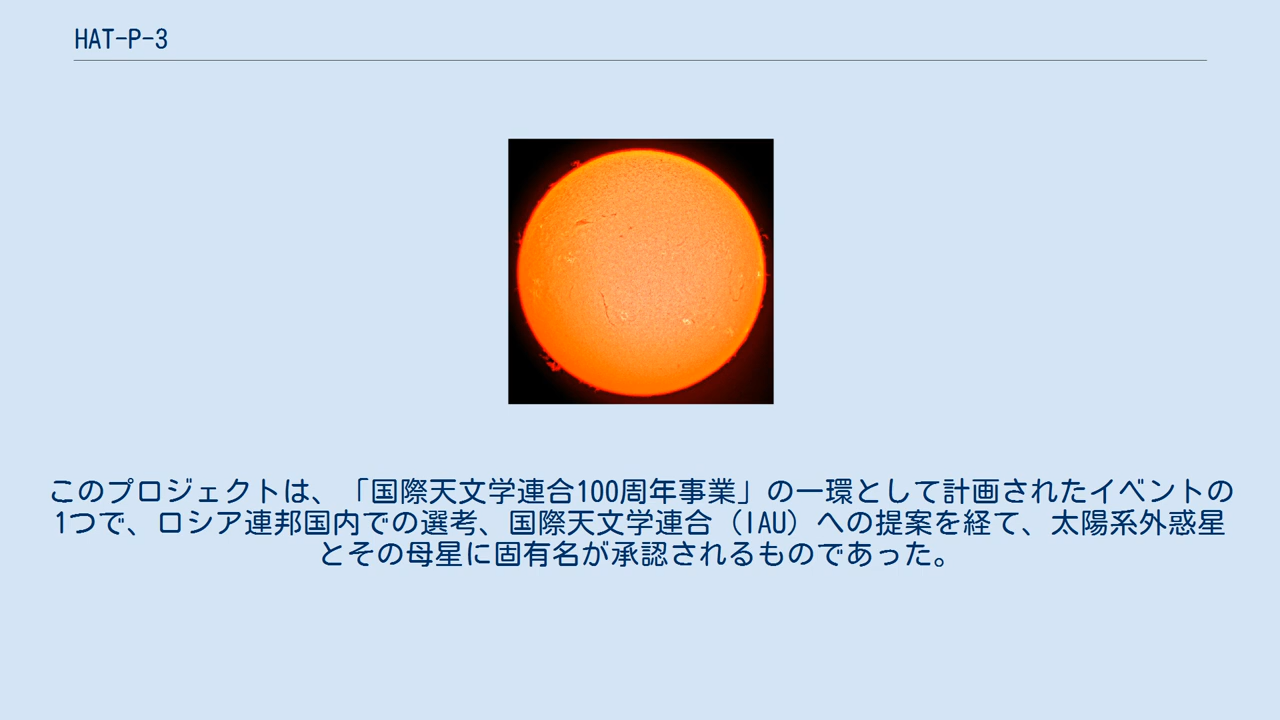 HAT-P-3
このプロジェクトは、「国際天文学連合100周年事業」の一環として計画されたイベントの
1つで、ロシア連邦国内での選考、国際天文学連合（IAU）への提案を経て、太陽系外惑星
とその母星に固有名が承認されるものであった。